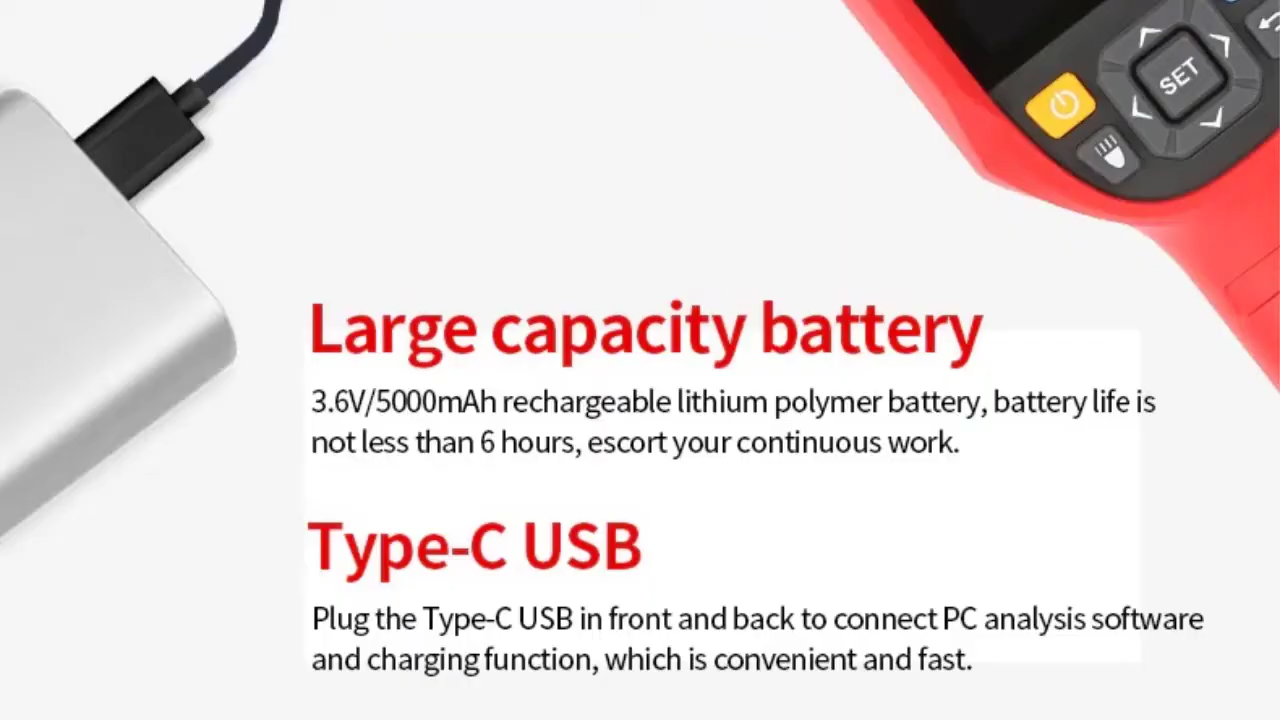 SET
Large capacity battery
3.6V/5000mAh rechargeable lithium polymer battery, battery life is
not less than 6 hours, escort your continuous work.
Type-C USB
Plug the Type-C USB in front and back to connect PC analysis software
and charging function, which is convenient and fast.